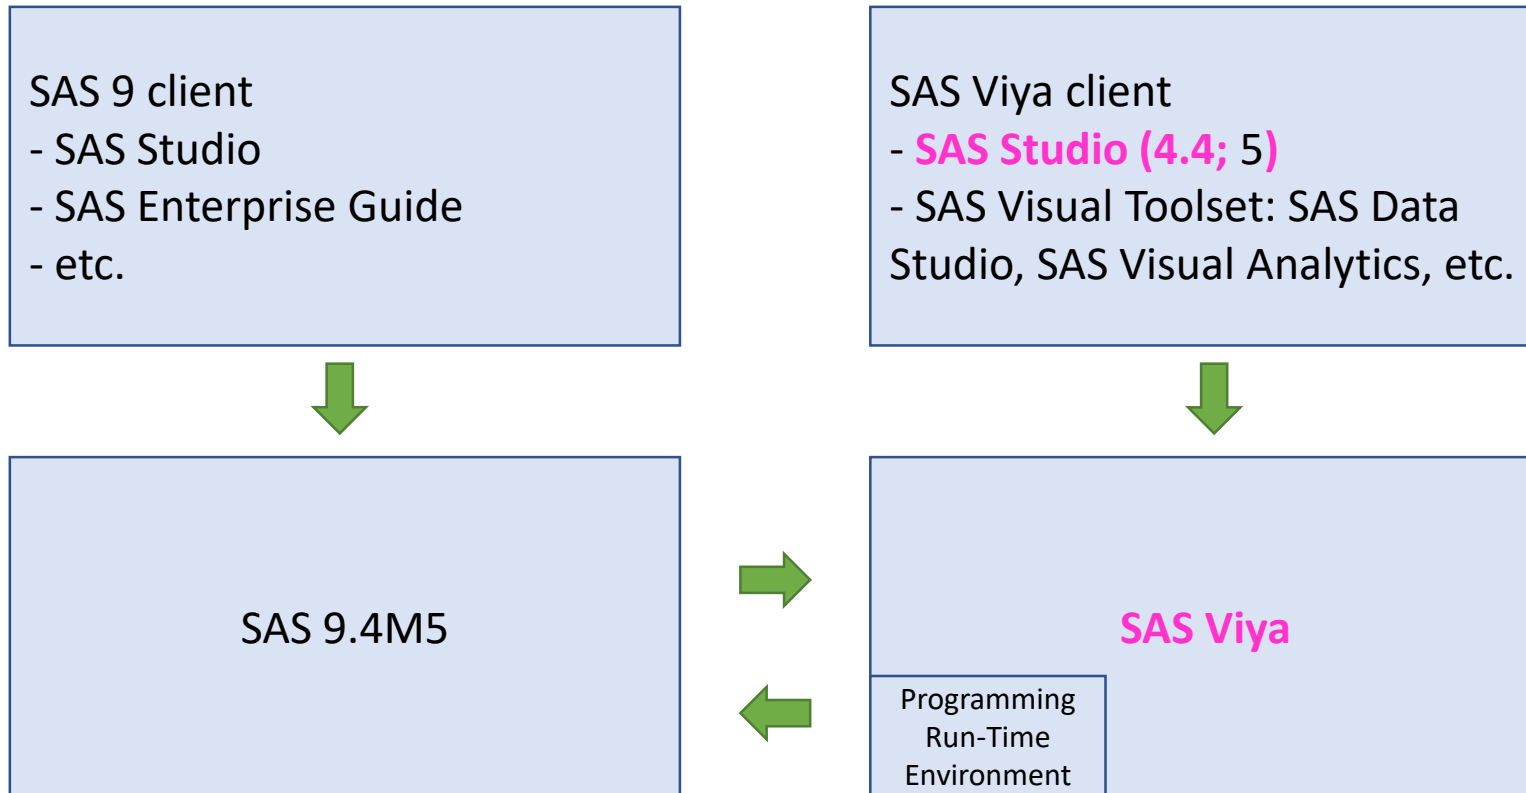 SAS 9 client
- SAS Studio
- SAS Enterprise Guide
- etc.
SAS Viya client
- SAS Studio (4.4; 5)
- SAS Visual Toolset: SAS Data
Studio, SAS Visual Analytics, etc.
SAS 9.4M5
SAS Viya
Programming
Run-Time
Environment